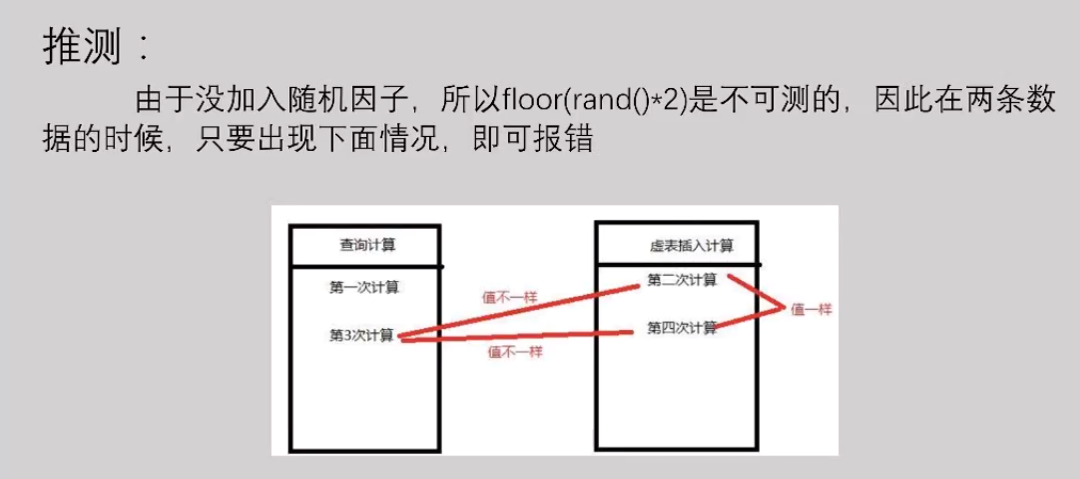 推测：
由于没加入随机因子，所以floor(rand()*2)是不可测的，因此在两条数
据的时候，只要出现下面情况，即可报错
查询计算
虚表插入计算
第一次计算
值不一样
第二次计算
值一样
第3次计算
值不一样
第四次计算